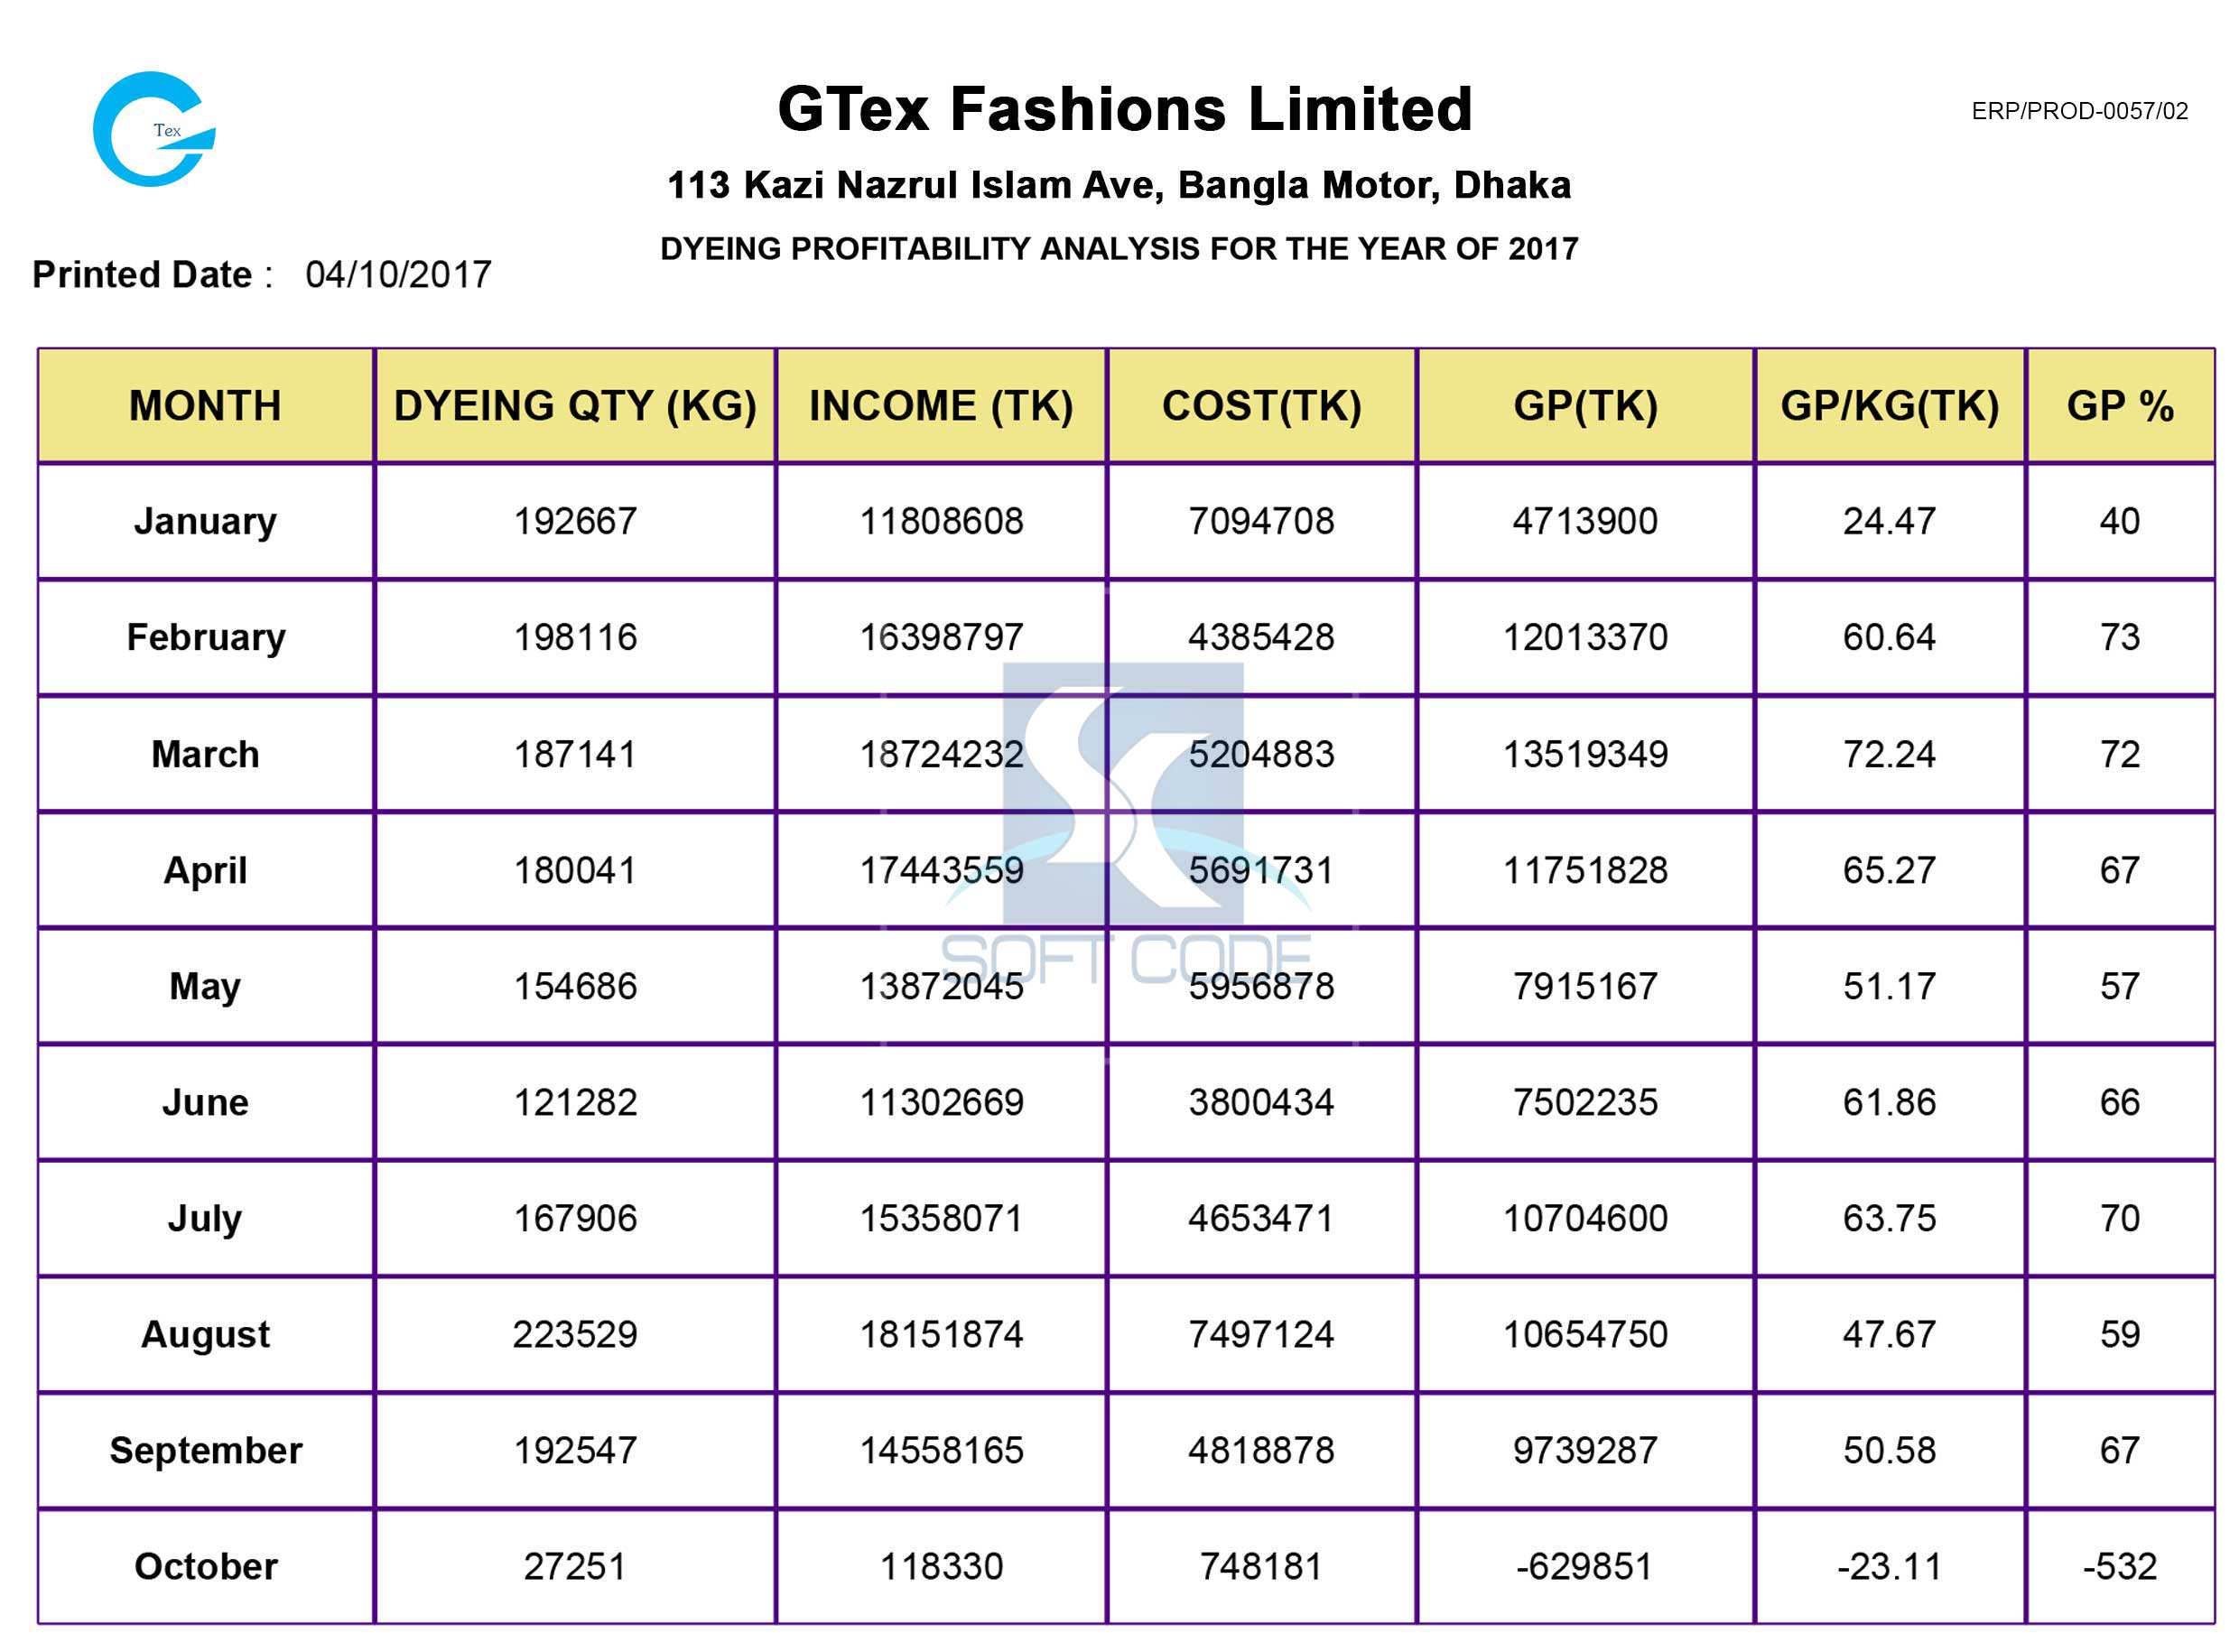 Tex
GTex Fashions Limited
ERP/PROD-0057/02
113 Kazi Nazrul Islam Ave, Bangla Motor, Dhaka
DYEING PROFITABILITY ANALYSIS FOR THE YEAR OF 2017
Printed Date : 04/10/2017
MONTH DYEING QTY (KG) INCOME (TK) COST(TK) GP(TK) GP/KG(TK) GP %
January 192667 11808608 7094708 4713900 24.47 40
February 198116 16398797 4385428 12013370 60.64 73
March 187141 18724232 5204883 13519349 72.24 72
April 180041 17443559 5691731 11751828 65.27 67
SOFT CODE
May 154686 13872045 5956878 7915167 51.17 57
June 121282 11302669 3800434 7502235 61.86 66
July 167906 15358071 4653471 10704600 63.75 70
August 223529 18151874 7497124 10654750 47.67 59
September 192547 14558165 4818878 9739287 50.58 67
October 27251 118330 748181 -629851 -23.11 -532